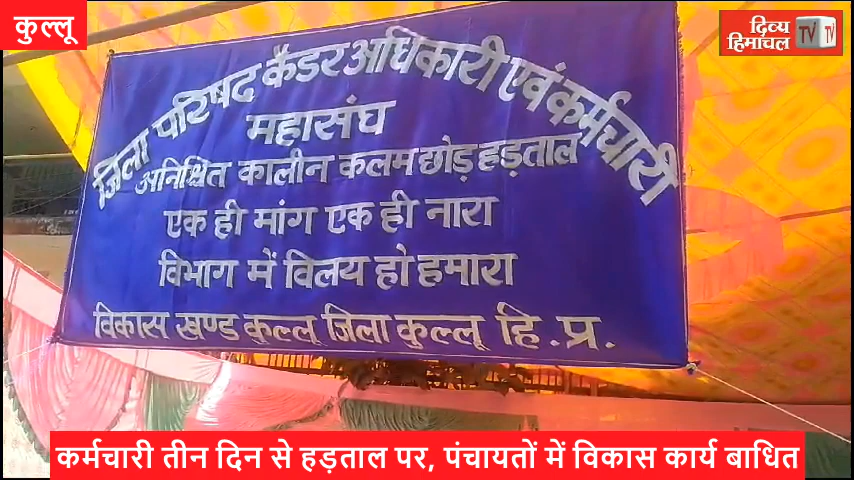 कुल्लू
दिव्य
हिमाचल
TV TV
जिला परिषद कैडर अधिकारी एवं कर्मचारी
महासंघ
अनिश्चित कालीन कलम छोड़ हड़ताल
एक ही मांग एक ही नारा
विभाग में विलय हो हमारा
विकास खण्ड कुल्लू जिला कुल्लू हि.प्र.
कर्मचारी तीन दिन से हड़ताल पर, पंचायतों में विकास कार्य बाधित